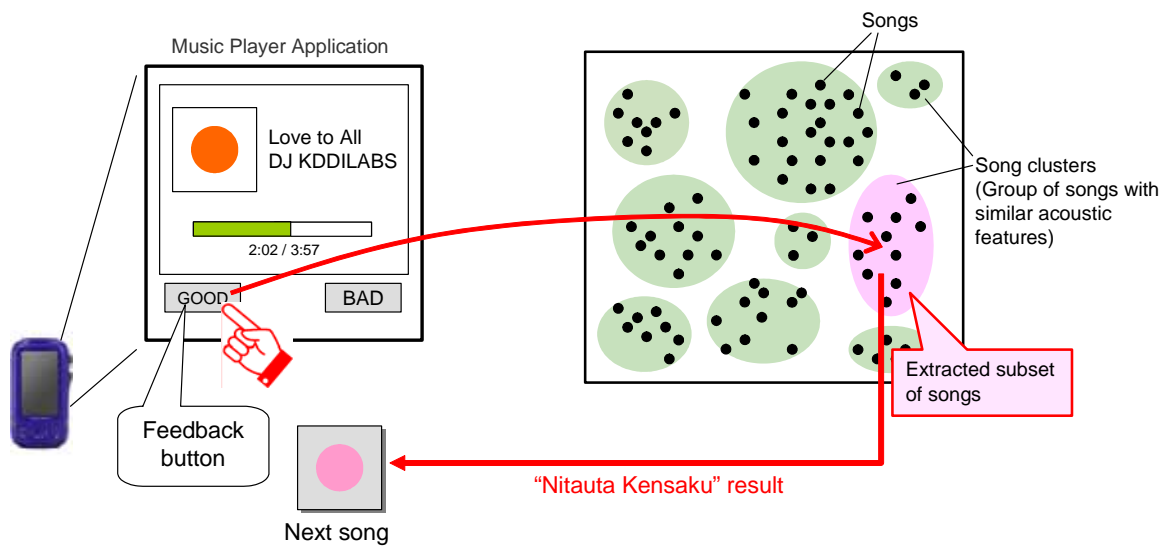 Songs
Music Player Application
Love to All
DJ KDDILABS
2:02 / 3:57
GOOD
BAD
Song clusters
(Group of songs with
similar acoustic
features)
Extracted subset
of songs
Feedback
button
“Nitauta Kensaku” result
Next song